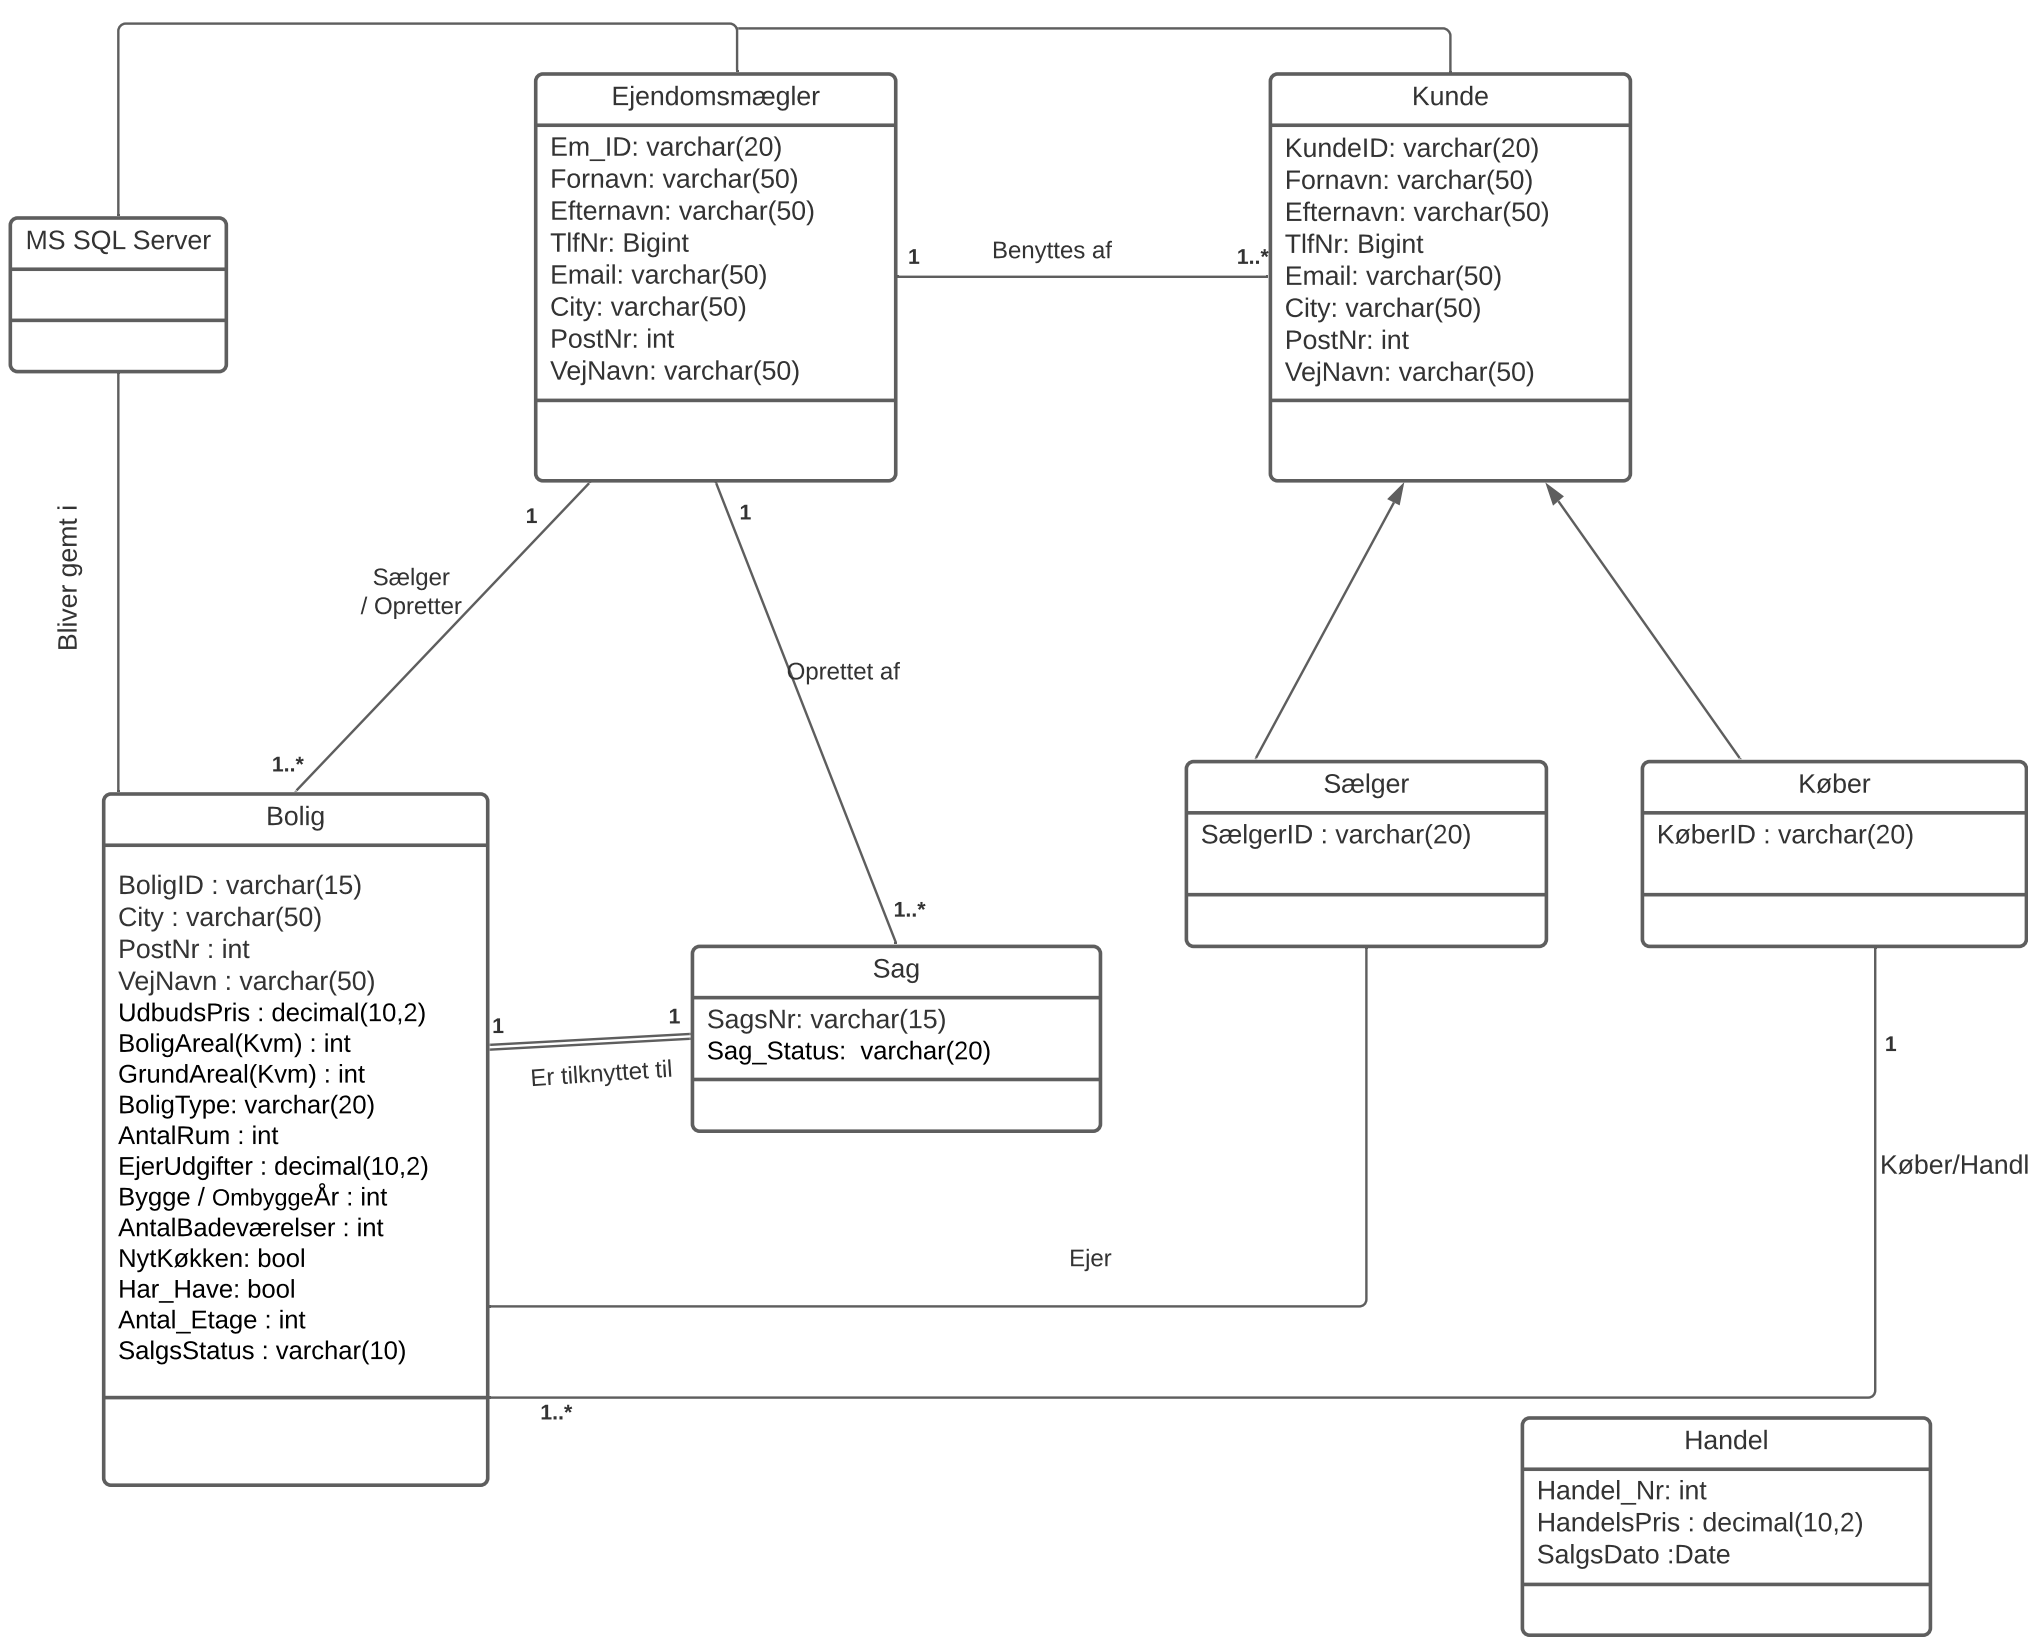 Ejendomsmægler
Em_ID: varchar(20)
Fornavn: varchar(50)
Efternavn: varchar(50)
TlfNr: Bigint
Email: varchar(50)
City: varchar(50)
PostNr: int
VejNavn: varchar(50)
Kunde
KundeID: varchar(20)
Fornavn: varchar(50)
Efternavn: varchar(50)
TlfNr: Bigint
Email: varchar(50)
City: varchar(50)
PostNr: int
VejNavn: varchar(50)
MS SQL Server
1
Benyttes af
1..*
Bliver gemt i
1
Sælger
/ Opretter
1..*
1
Oprettet af
1..*
Sælger
SælgerID : varchar(20)
Køber
KøberID : varchar(20)
Bolig
BoligID : varchar(15)
City : varchar(50)
PostNr : int
VejNavn : varchar(50)
UdbudsPris : decimal(10,2)
BoligAreal(Kvm) : int
GrundAreal(Kvm) : int
BoligType: varchar(20)
AntalRum : int
EjerUdgifter : decimal(10,2)
Bygge / OmbyggeÅr : int
AntalBadeværelser : int
NytKøkken: bool
Har_Have: bool
Antal_Etage : int
SalgsStatus : varchar(10)
1
1
Er tilknyttet til
Sag
SagsNr: varchar(15)
Sag_Status:  varchar(20)
1
Køber/Handl
Ejer
1..*
Handel
Handel_Nr: int
HandelsPris : decimal(10,2)
SalgsDato :Date